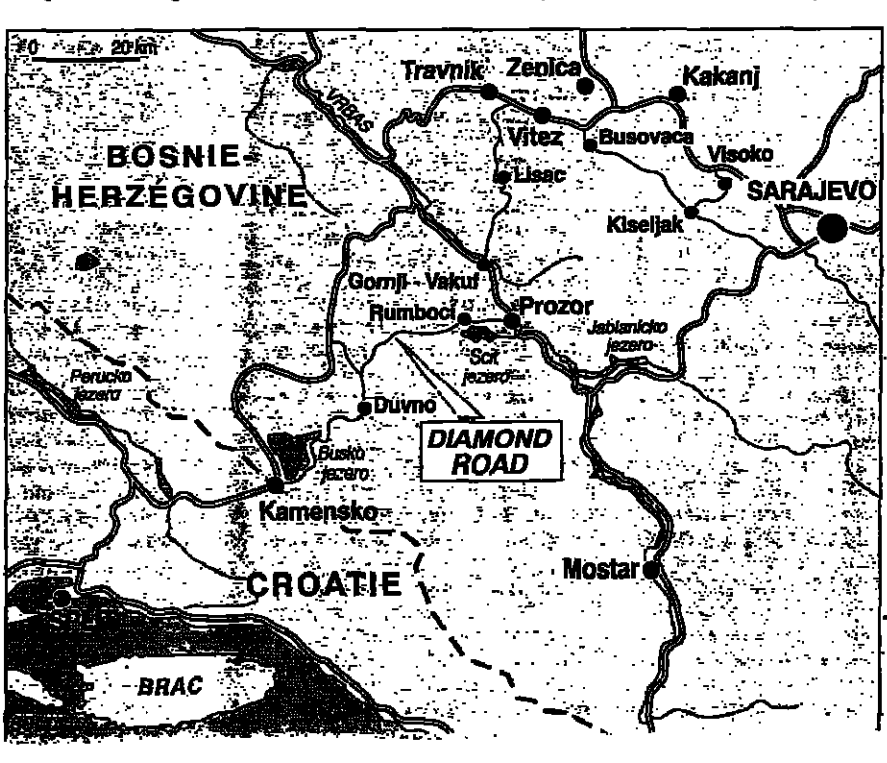 0 20 km
Travnik
Zenica
Kakanj
VRBAS
Vitez
Busovaca
BOSNIE-
HERZÉGOVINE
Visoko
Lisac
SARAJEVO
Kiseljak
Gornji - Vakuf
Rumboci
Prozor
Jablanicko
jezero
Scit
jezero
Perucko
jezero
Duvno
DIAMOND
ROAD
Busko
jezero
Kamensko
Mostar
CROATIE
BRAC